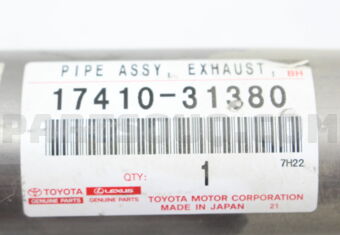 PIPE ASSY, EXHAUST, BH
17410-31380
QTY: 1 7H22
TOYOTA LEXUS TOYOTA MOTOR CORPORATION
GENUINE PARTS GENUINE PARTS MADE IN JAPAN 21